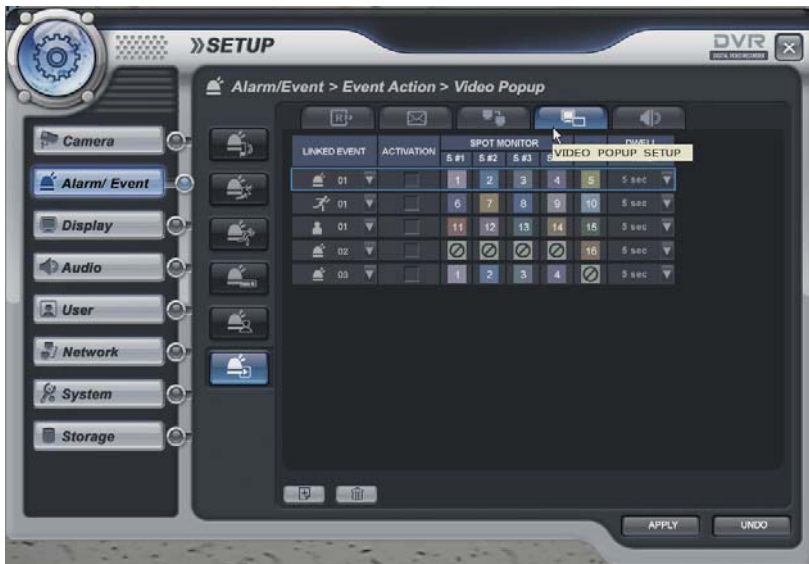 »SETUP
DVR
DIGITAL VIDEO RECORDER
Alarm/Event > Event Action > Video Popup
Camera
Alarm/ Event
Display
Audio
User
Network
System
Storage
LINKED EVENT
ACTIVATION
SPOT MONITOR
DWELL
S #1 S #2 S #3
VIDEO POPUP SETUP
01 1 2 3 4 5 5 sec
01 6 7 8 9 10 5 sec
01 11 12 13 14 15 5 sec
02 16 5 sec
03 1 2 3 4 5 sec
APPLY
UNDO